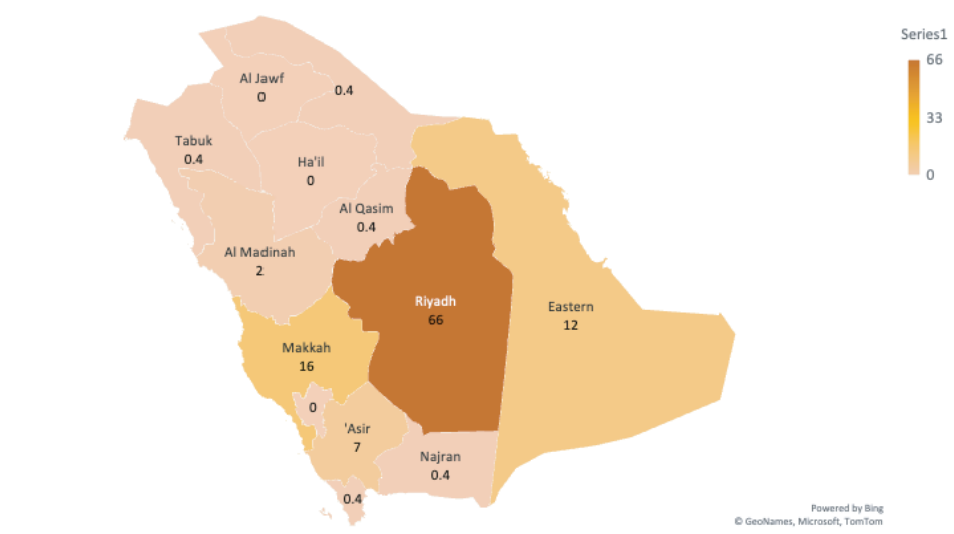 Series1
66
33
0
Al Jawf
0
0.4
Tabuk
0.4
Ha'il
0
Al Qasim
0.4
Al Madinah
2
Riyadh
66
Eastern
12
Makkah
16
0
'Asir
7
Najran
0.4
0.4
Powered by Bing
© GeoNames, Microsoft, TomTom